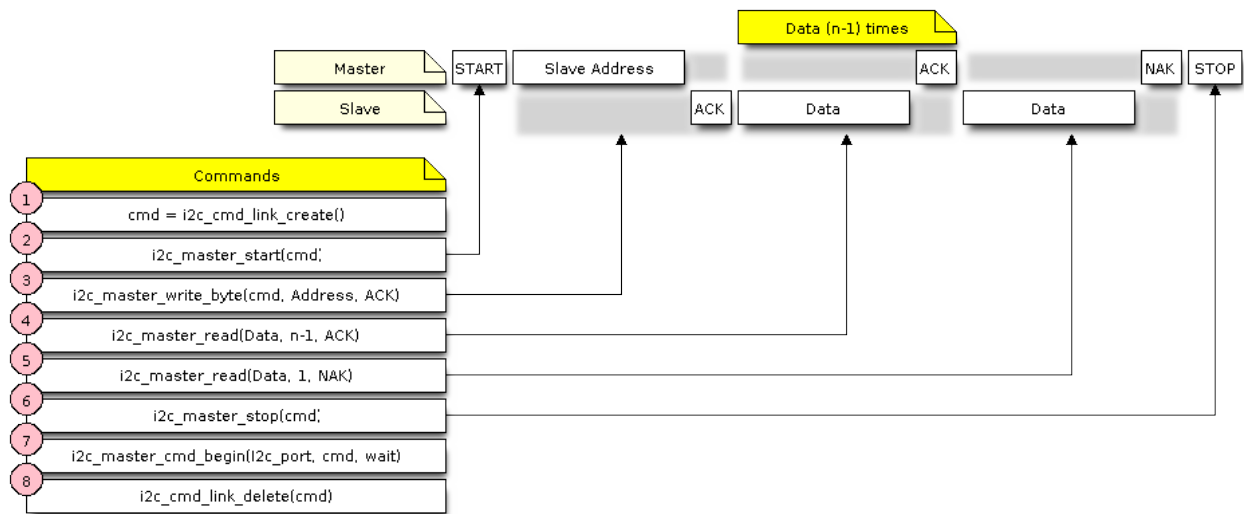 Data (n-1) times
Master START Slave Address ACK NAK STOP
Slave ACK Data Data
Commands
1
cmd = i2c_cmd_link_create()
2
i2c_master_start(cmd;
3
i2c_master_write_byte(cmd, Address, ACK)
4
i2c_master_read(Data, n-1, ACK)
5
i2c_master_read(Data, 1, NAK)
6
i2c_master_stop(cmd;
7
i2c_master_cmd_begin(I2c_port, cmd, wait)
8
i2c_cmd_link_delete(cmd)